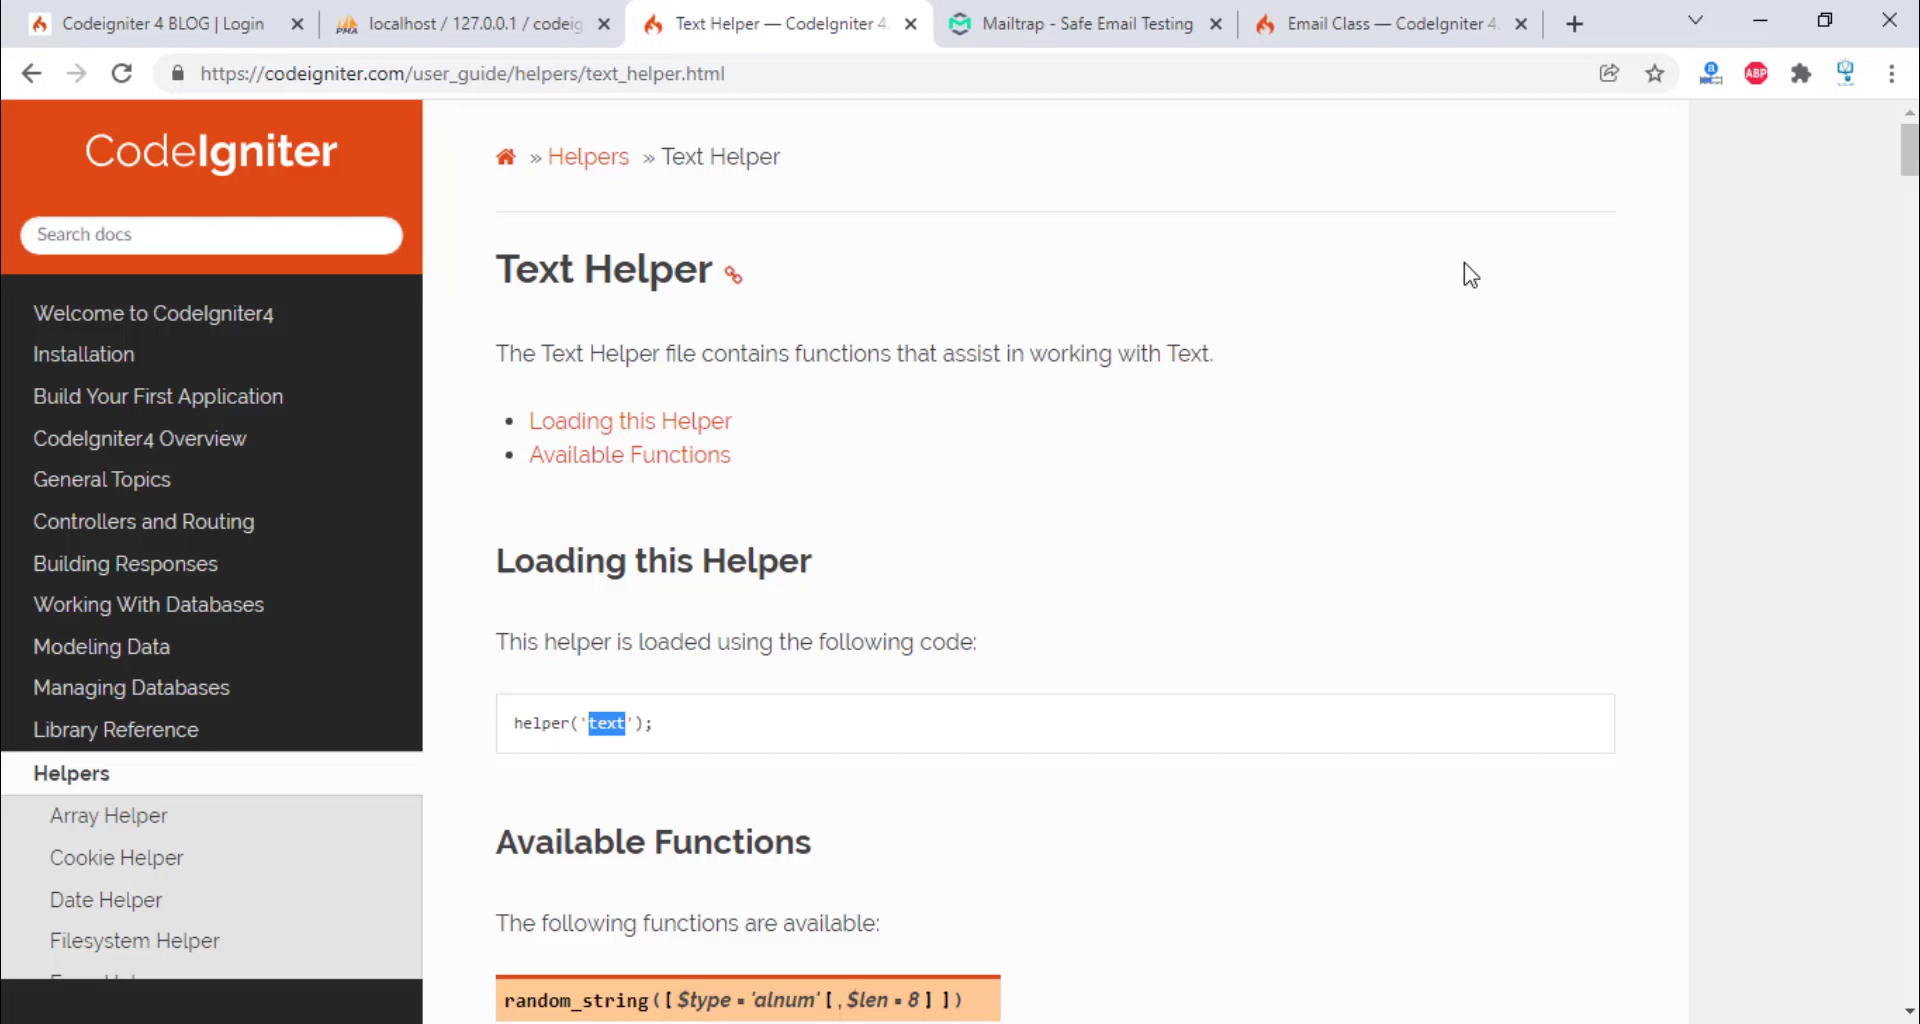 Codeigniter 4 BLOG | Login
localhost / 127.0.0.1 / codeig
Text Helper — CodeIgniter 4.
Mailtrap - Safe Email Testing
Email Class — CodeIgniter 4.
https://codeigniter.com/user_guide/helpers/text_helper.html
ABP
CodeIgniter
Search docs
Welcome to CodeIgniter4
Installation
Build Your First Application
CodeIgniter4 Overview
General Topics
Controllers and Routing
Building Responses
Working With Databases
Modeling Data
Managing Databases
Library Reference
Helpers
Array Helper
Cookie Helper
Date Helper
Filesystem Helper
» Helpers » Text Helper
Text Helper
The Text Helper file contains functions that assist in working with Text.
• Loading this Helper
• Available Functions
Loading this Helper
This helper is loaded using the following code:
helper('text');
Available Functions
The following functions are available:
random_string([$type = 'alnum'[, $len = 8]])